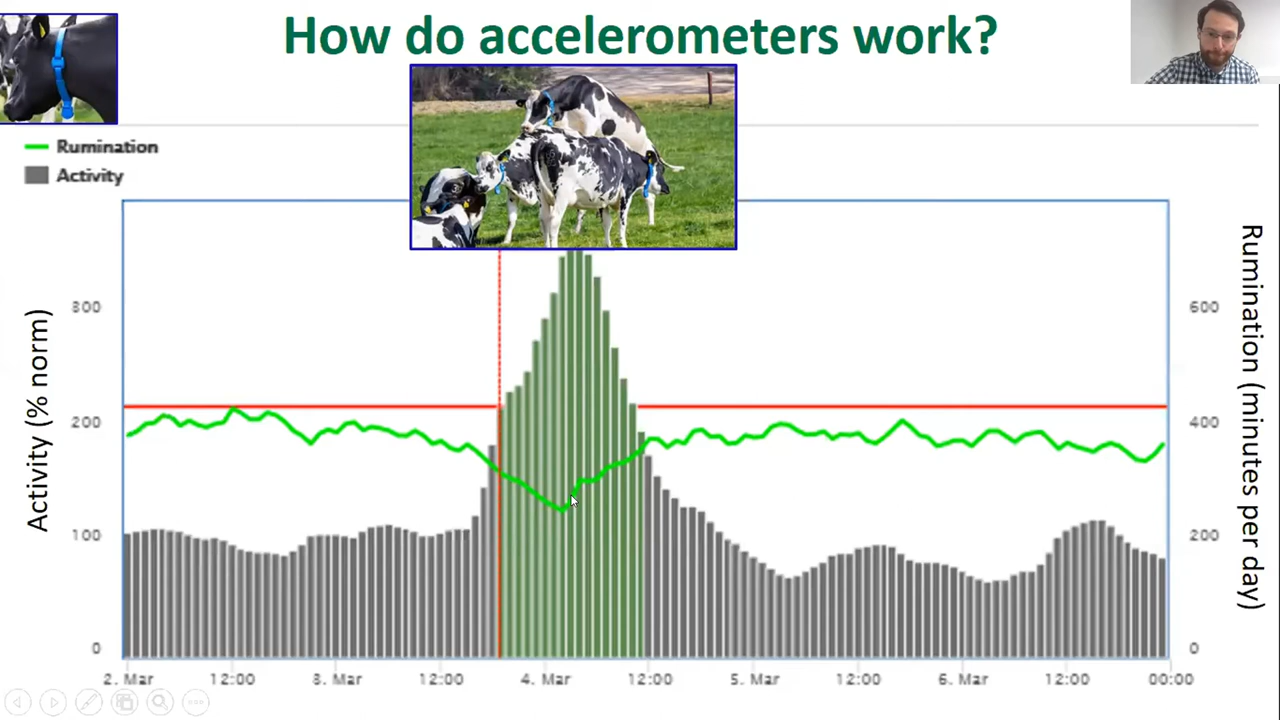 How do accelerometers work?
Rumination
Activity
Activity (% norm)
300
200
100
0
600
400
200
0
Rumination (minutes per day)
2. Mar
12:00
3. Mar
12:00
4. Mar
12:00
5. Mar
12:00
6. Mar
12:00
00:00